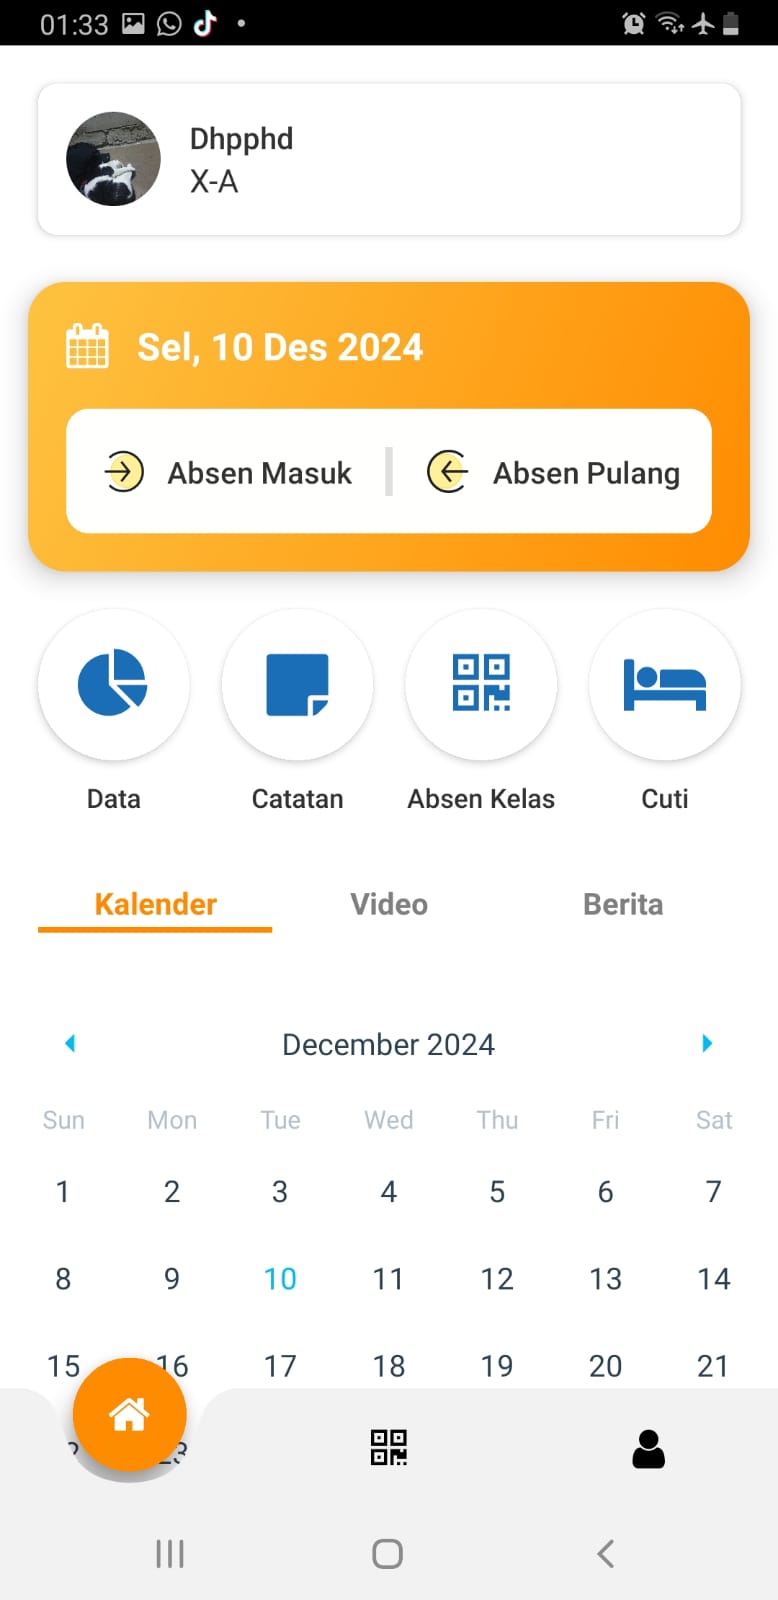 01:33
Dhpphd
X-A
Sel, 10 Des 2024
Absen Masuk
Absen Pulang
Data
Catatan
Absen Kelas
Cuti
Kalender
Video
Berita
December 2024
Sun Mon Tue Wed Thu Fri Sat
1 2 3 4 5 6 7
8 9 10 11 12 13 14
15 16 17 18 19 20 21